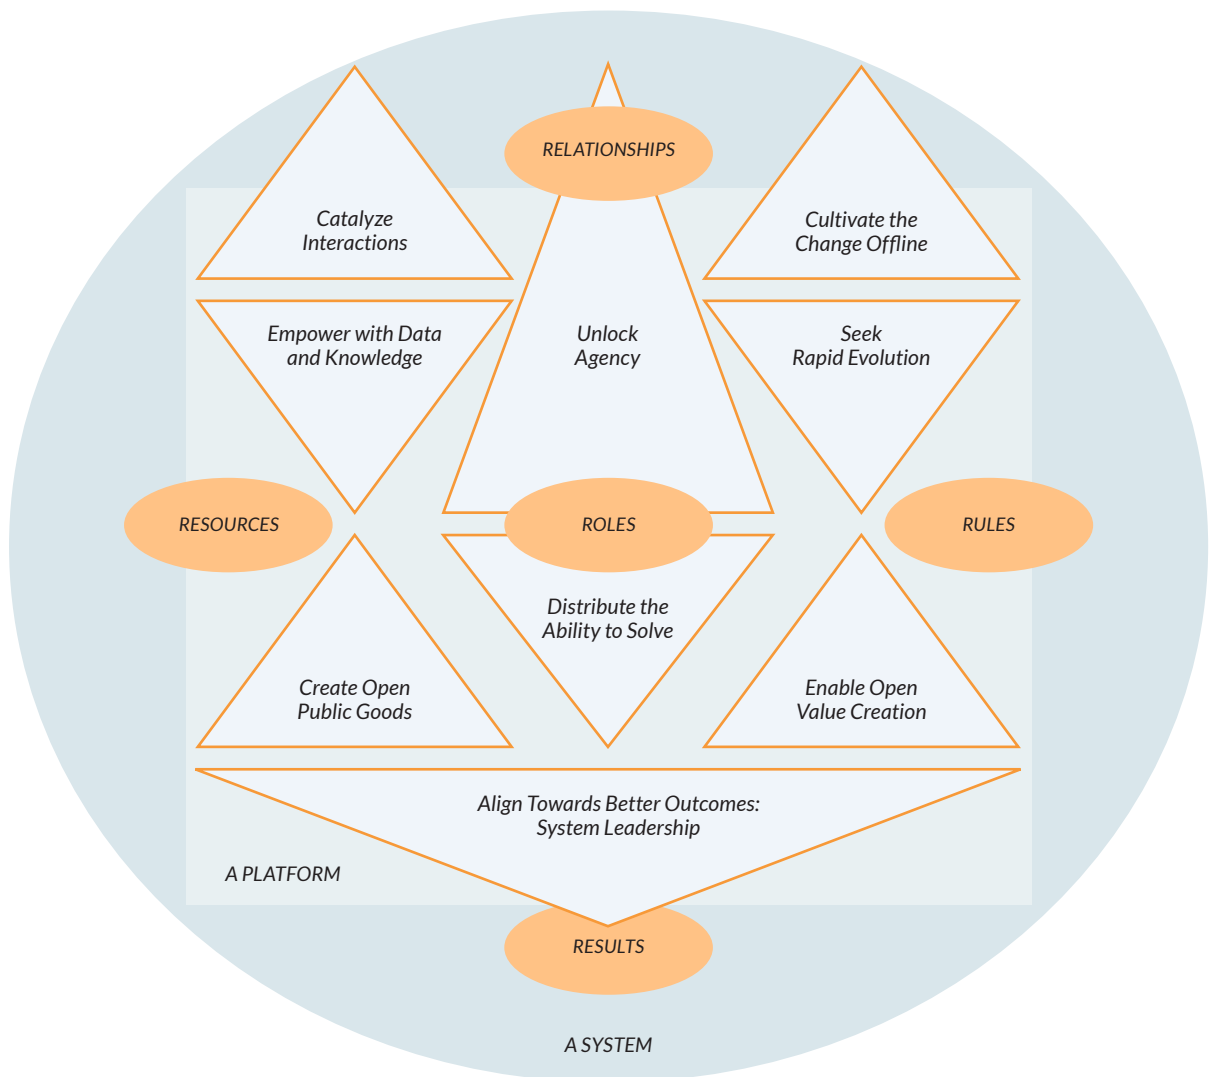 RELATIONSHIPS
Catalyze
Interactions
Cultivate the
Change Offline
Empower with Data
and Knowledge
Unlock
Agency
Seek
Rapid Evolution
RESOURCES
ROLES
RULES
Distribute the
Ability to Solve
Create Open
Public Goods
Enable Open
Value Creation
Align Towards Better Outcomes:
System Leadership
A PLATFORM
RESULTS
A SYSTEM